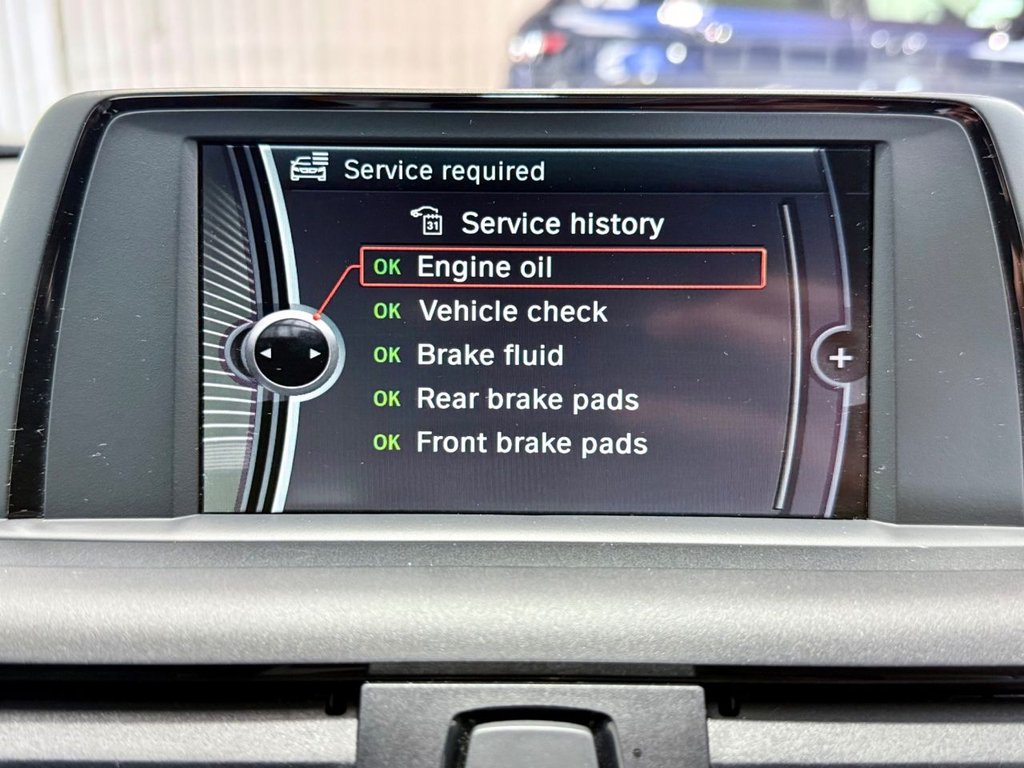 Service required
31 Service history
OK Engine oil
OK Vehicle check
OK Brake fluid
OK Rear brake pads
OK Front brake pads